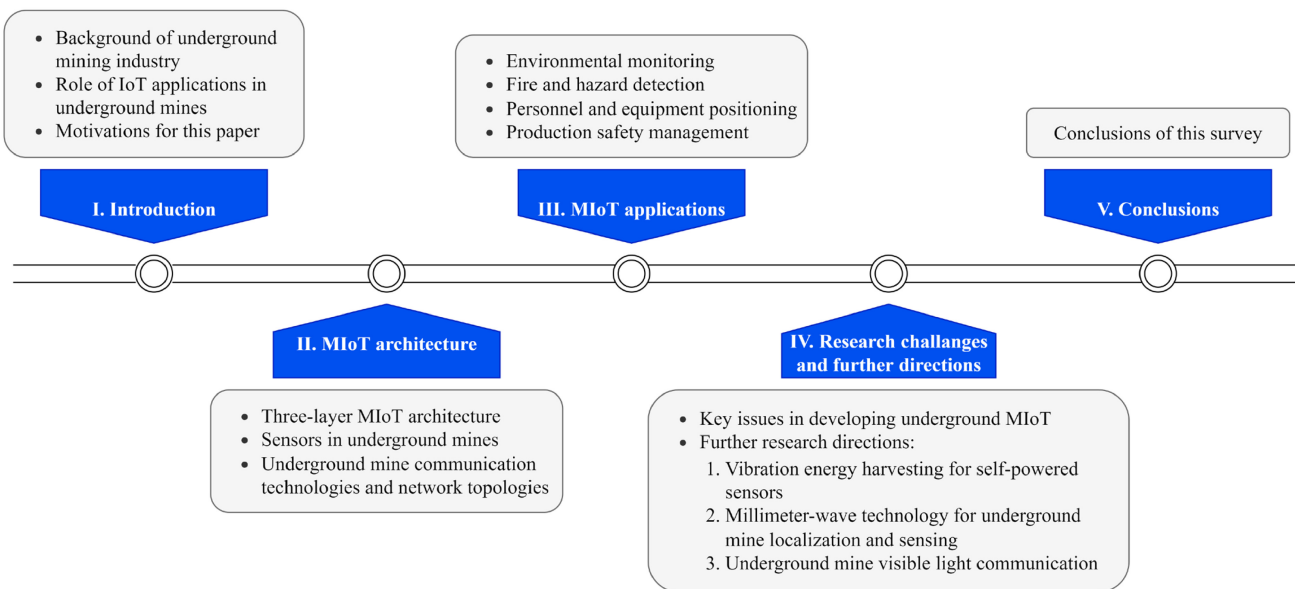 • Background of underground
mining industry
• Role of IoT applications in
underground mines
• Motivations for this paper
I. Introduction
• Environmental monitoring
• Fire and hazard detection
• Personnel and equipment positioning
• Production safety management
III. MIoT applications
Conclusions of this survey
V. Conclusions
II. MIoT architecture
• Three-layer MIoT architecture
• Sensors in underground mines
• Underground mine communication
technologies and network topologies
IV. Research challanges
and further directions
• Key issues in developing underground MIoT
• Further research directions:
1. Vibration energy harvesting for self-powered
sensors
2. Millimeter-wave technology for underground
mine localization and sensing
3. Underground mine visible light communication